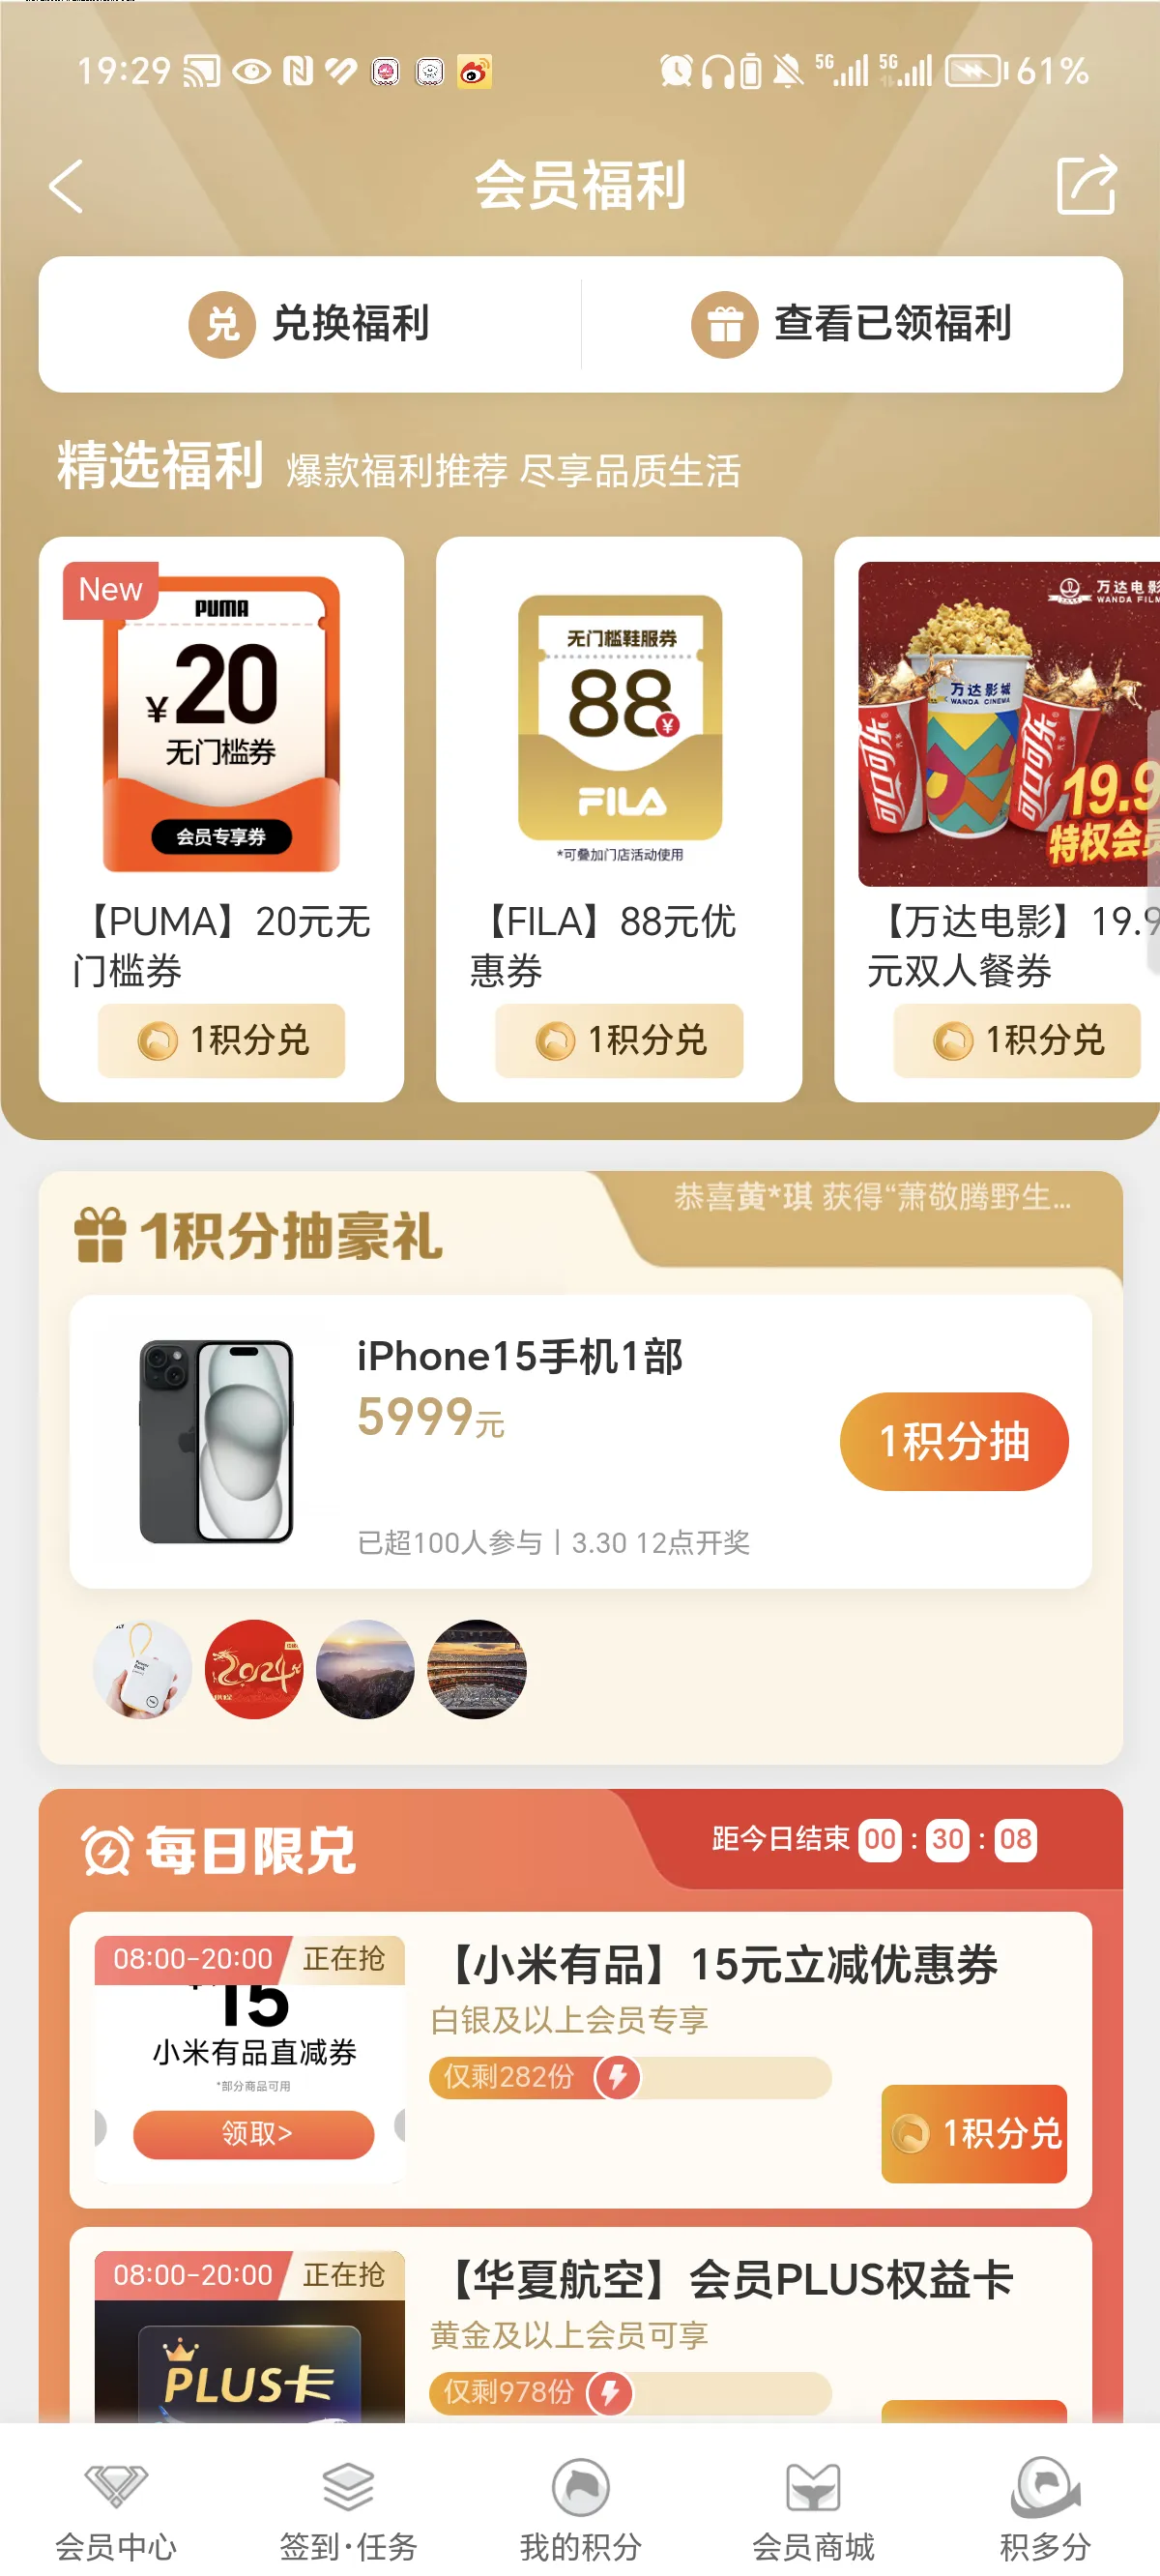 19:29
5G 5G 61%
会员福利
兑 兑换福利
查看已领福利
精选福利 爆款福利推荐 尽享品质生活
New
PUMA
¥20
无门槛券
会员专享券
【PUMA】20元无
门槛券
1积分兑
无门槛鞋服券
88¥
FILA
*可叠加门店活动使用
【FILA】88元优
惠券
1积分兑
万达电影
WANDA FILM
万达影城
WANDA CINEMA
可口可乐
可口可乐
19.9
特权会员
【万达电影】19.9
元双人餐券
1积分兑
1积分抽豪礼
恭喜黄*琪 获得“萧敬腾野生...
iPhone15手机1部
5999元
1积分抽
已超100人参与 | 3.30 12点开奖
Power
Bank
2024
每日限兑
距今日结束 00 : 30 : 08
08:00-20:00 正在抢
15
小米有品直减券
*部分商品可用
领取>
【小米有品】15元立减优惠券
白银及以上会员专享
仅剩282份
1积分兑
08:00-20:00 正在抢
PLUS卡
【华夏航空】会员PLUS权益卡
黄金及以上会员可享
仅剩978份
会员中心
签到·任务
我的积分
会员商城
积多分